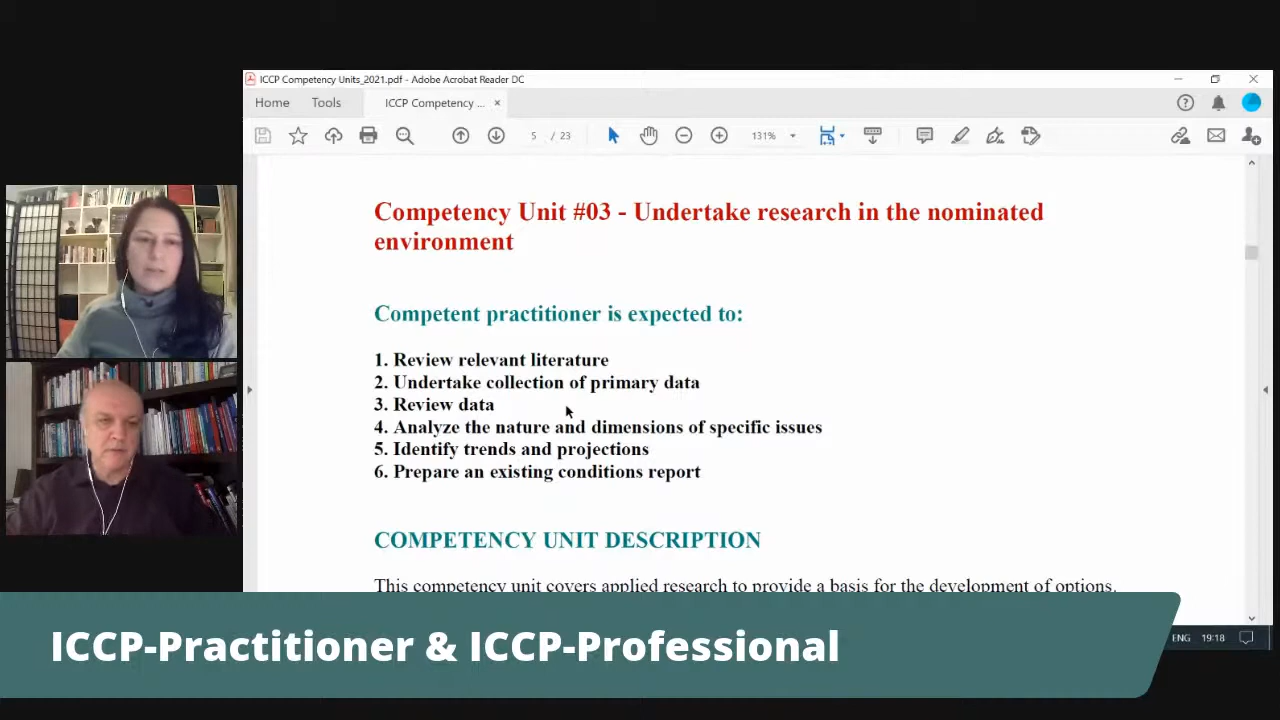 ICCP Competency Units_2021.pdf - Adobe Acrobat Reader DC
Home Tools ICCP Competency ... ×
5 / 23 131%
Competency Unit #03 - Undertake research in the nominated
environment
Competent practitioner is expected to:
1. Review relevant literature
2. Undertake collection of primary data
3. Review data
4. Analyze the nature and dimensions of specific issues
5. Identify trends and projections
6. Prepare an existing conditions report
COMPETENCY UNIT DESCRIPTION
This competency unit covers applied research to provide a basis for the development of options,
ENG 19:18
ICCP-Practitioner & ICCP-Professional